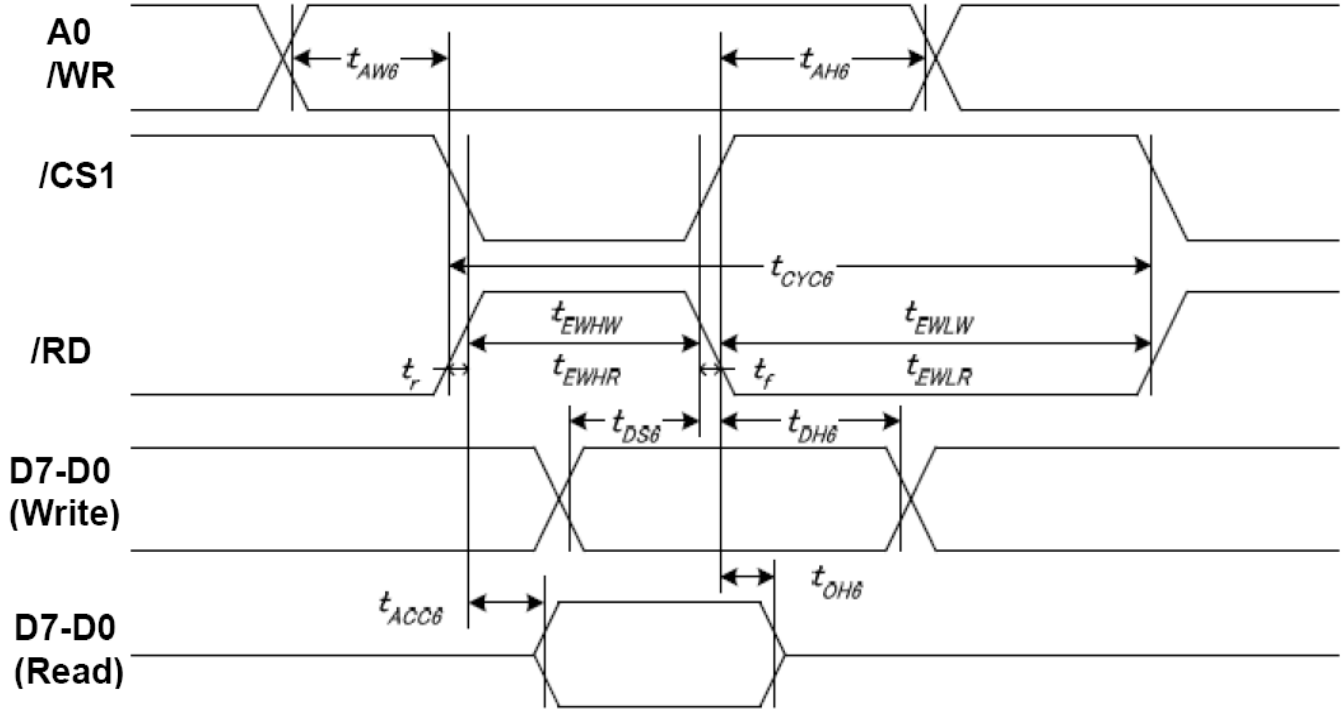 A0
/WR
tAW6
tAH6
/CS1
tCYC6
/RD
tEWHW
tEWLW
tr
tEWHR
tf
tEWLR
tDS6
tDH6
D7-D0
(Write)
tACC6
tOH6
D7-D0
(Read)